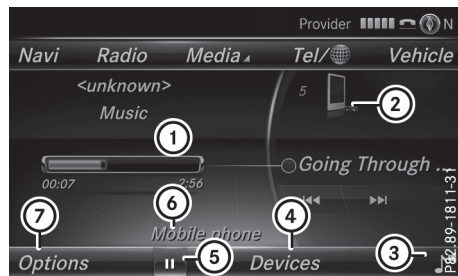 Provider N
Navi Radio Media Tel/ Vehicle
<unknown>
5
2
Music
1
Going Through ...
00:07 2:56
7
6
4
Mobile phone
3
5
Options Devices
P82.89-1811-31